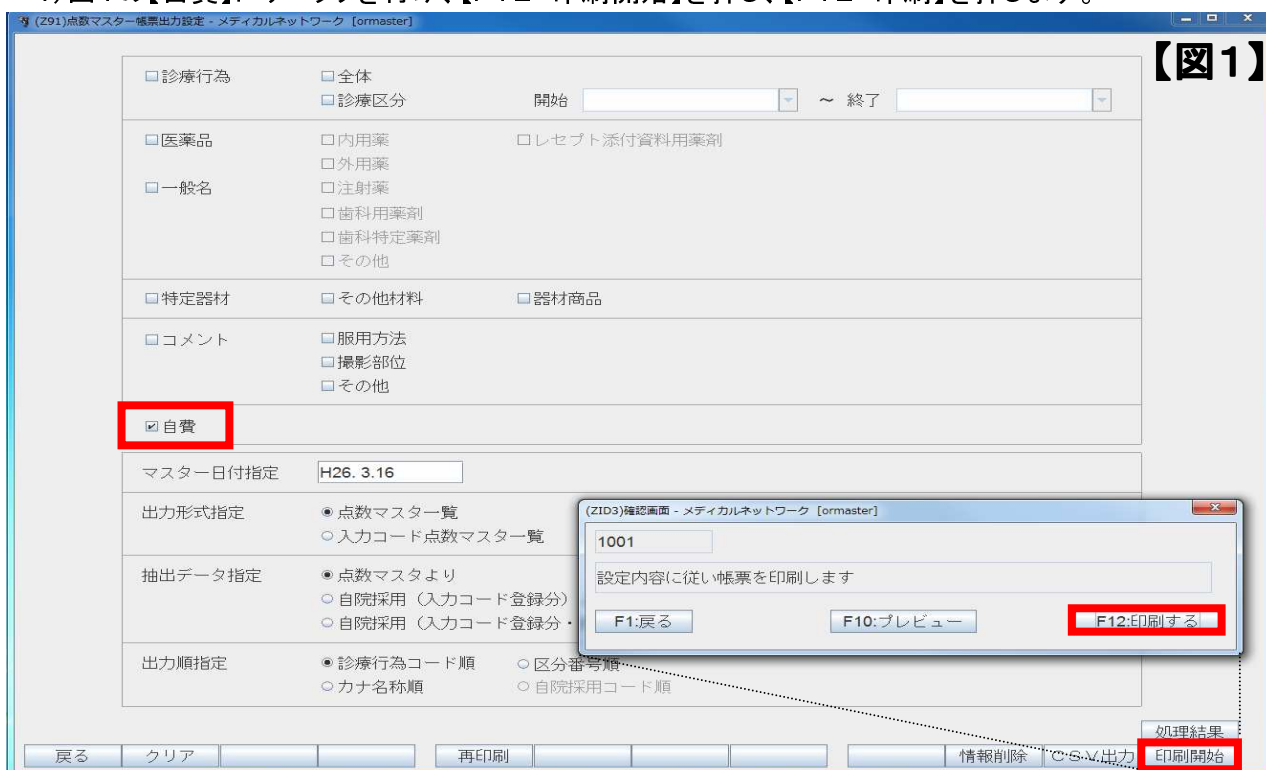 (Z91)点数マスター帳票出力設定 - メディカルネットワーク [ormaster]
【図1】
□診療行為 □全体
□診療区分 開始 ～ 終了
□医薬品 □内用薬 □レセプト添付資料用薬剤
□外用薬
□一般名 □注射薬
□歯科用薬剤
□歯科特定薬剤
□その他
□特定器材 □その他材料 □器材商品
□コメント □服用方法
□撮影部位
□その他
☑自費
マスター日付指定 H26. 3.16
出力形式指定 ◉点数マスター覧
○入力コード点数マスター覧
抽出データ指定 ◉点数マスタより
○自院採用（入力コード登録分）
○自院採用（入力コード登録分・
出力順指定 ◉診療行為コード順 ○区分番号順
○カナ名称順 ○自院採用コード順
(ZID3)確認画面 - メディカルネットワーク [ormaster]
1001
設定内容に従い帳票を印刷します
F1:戻る F10:プレビュー F12:印刷する
処理結果
戻る クリア 再印刷 情報削除 CSV出力 印刷開始